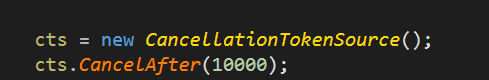 cts = new CancellationTokenSource();
cts.CancelAfter(10000);